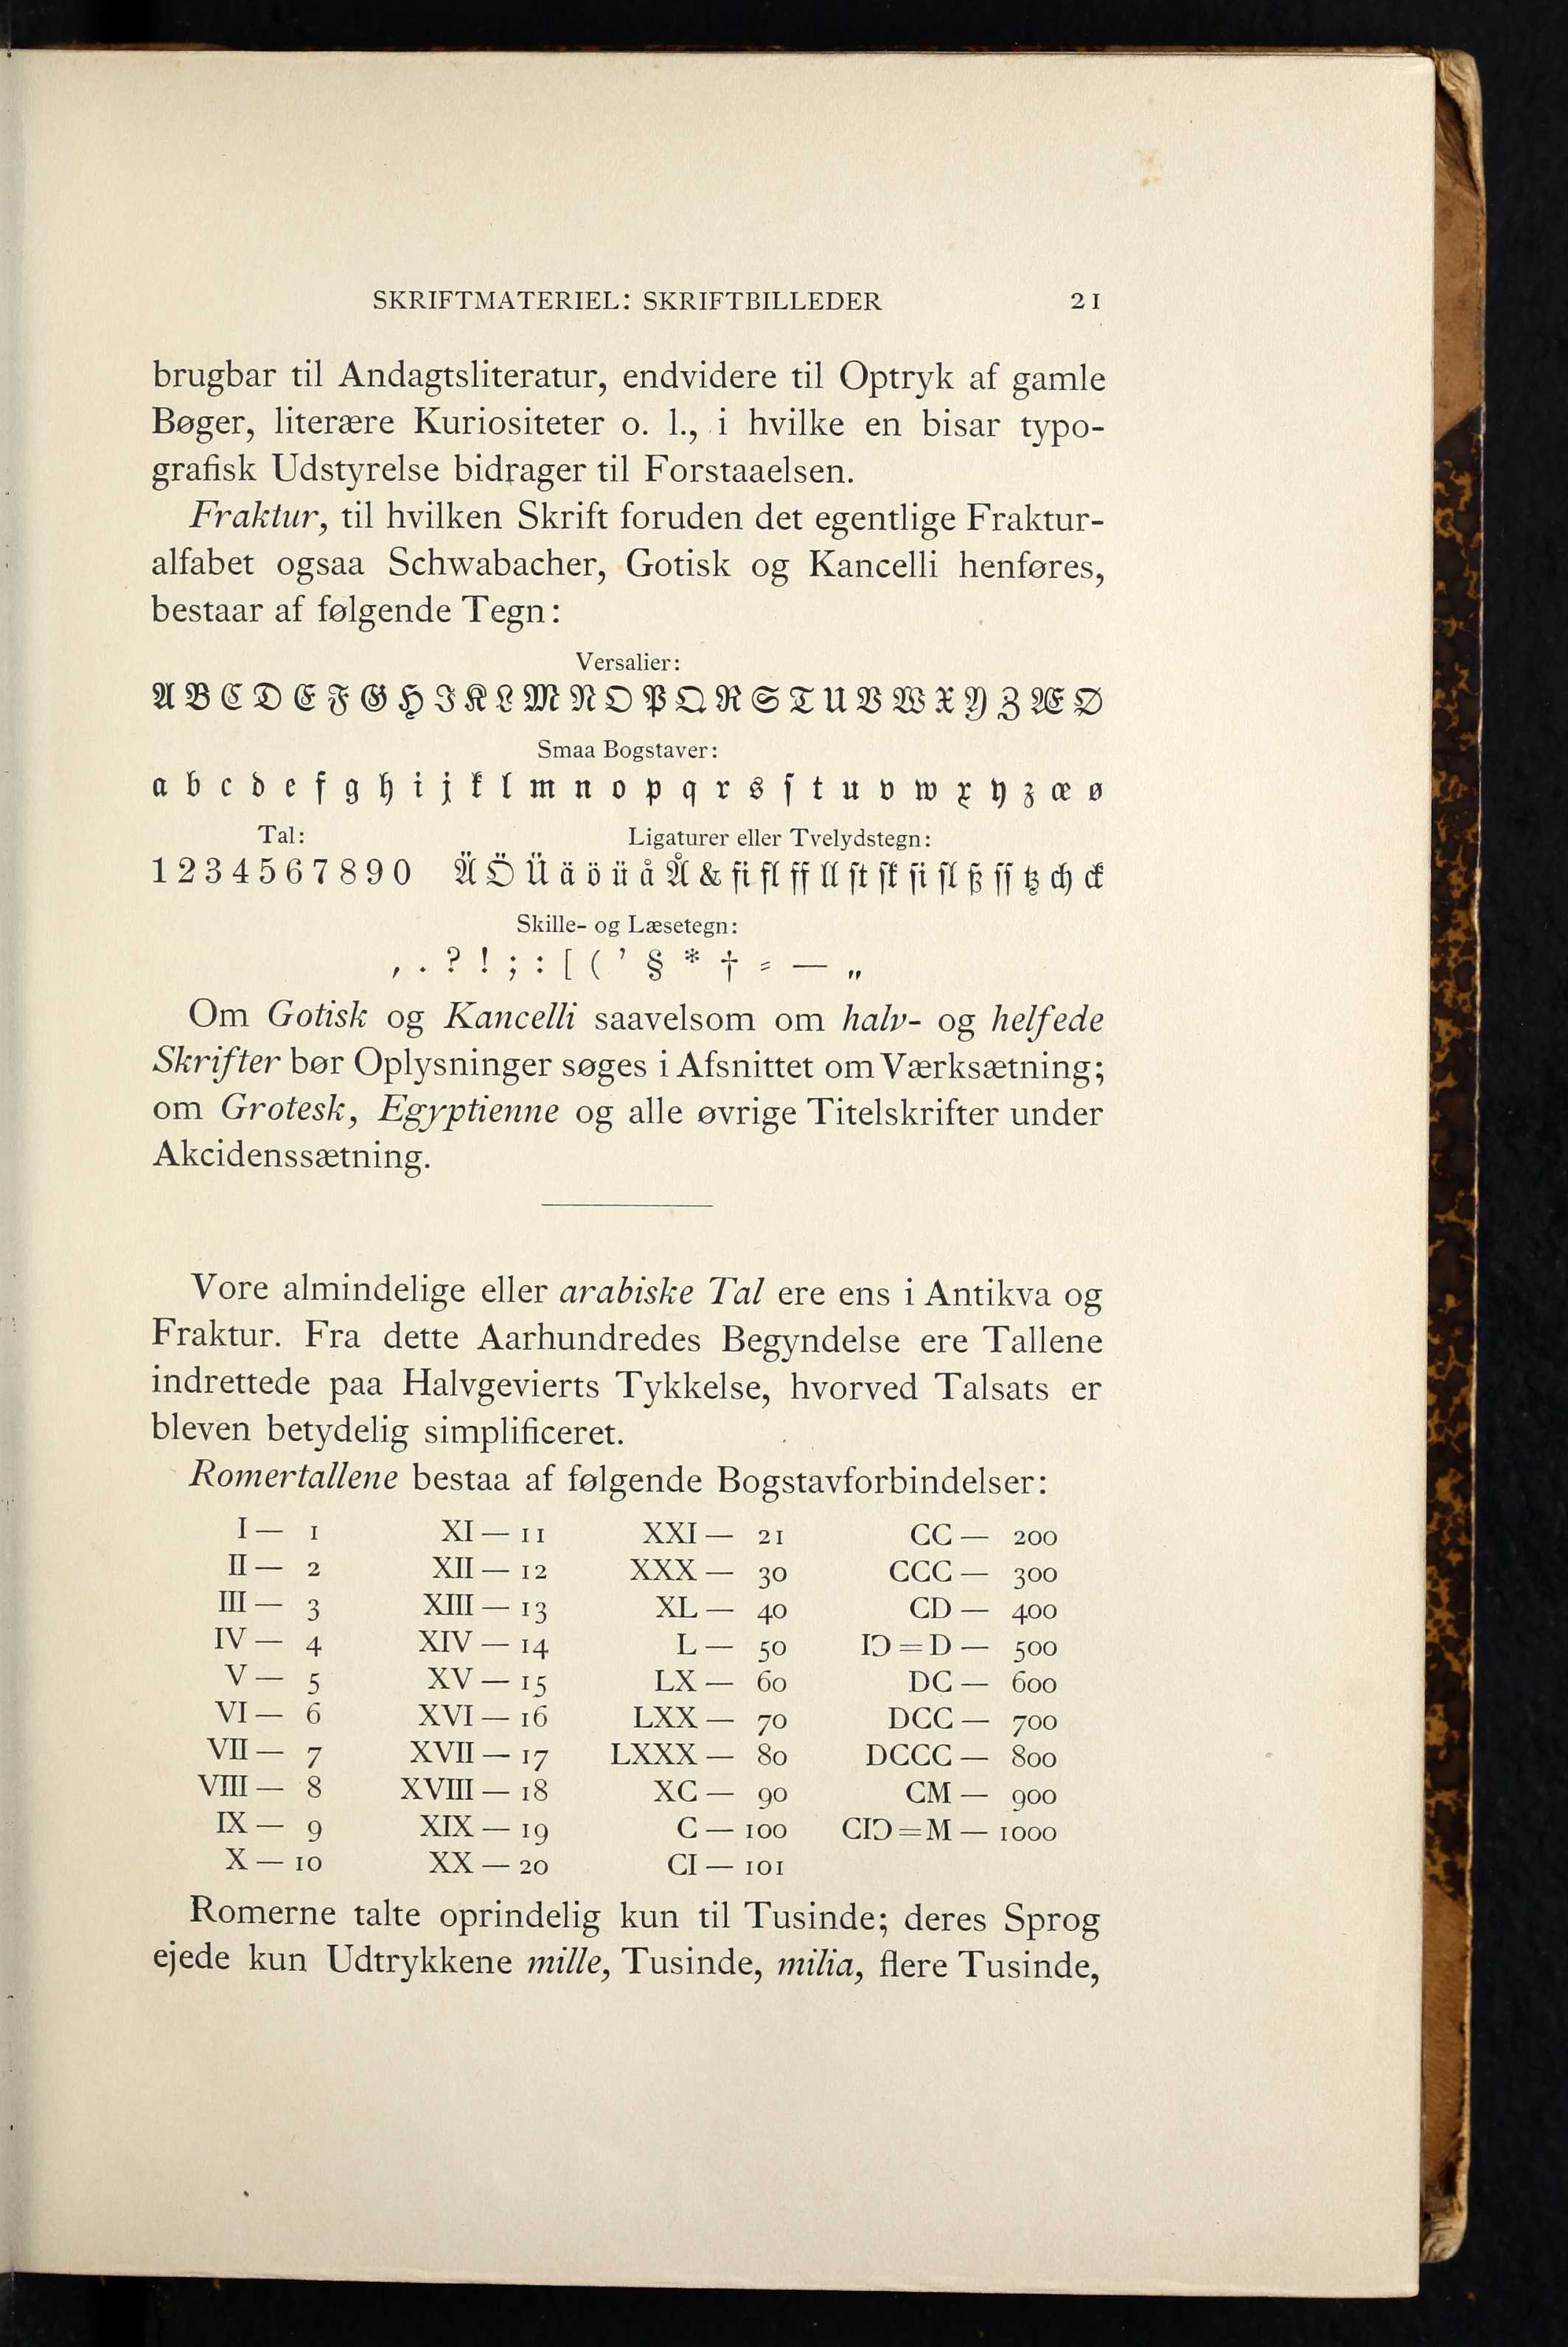 SKRIFTMATERIEL: SKRIFTBILLEDER 21
brugbar til Andagtsliteratur, endvidere til Optryk af gamle
Bøger, literære Kuriositeter o. l., i hvilke en bisar typo-
grafisk Udstyrelse bidrager til Forstaaelsen.
Fraktur, til hvilken Skrift foruden det egentlige Fraktur-
alfabet ogsaa Schwabacher, Gotisk og Kancelli henføres,
bestaar af følgende Tegn:
Versalier:
A B C D E F G H I K L M N O P Q R S T U V W X Y Z Æ Ø
Smaa Bogstaver:
a b c d e f g h i j k l m n o p q r s ſ t u v w x y z æ ø
Tal: Ligaturer eller Tvelydstegn:
1 2 3 4 5 6 7 8 9 0 Ä Ö Ü ä ö ü å Å & fi fl ff ll ſt ſk ſi ſl ß ſſ tz ch ck
Skille- og Læsetegn:
, . ? ! ; : [ ( ’ § * † ⸗ — „
Om Gotisk og Kancelli saavelsom om halv- og helfede
Skrifter bør Oplysninger søges i Afsnittet om Værksætning;
om Grotesk, Egyptienne og alle øvrige Titelskrifter under
Akcidenssætning.
Vore almindelige eller arabiske Tal ere ens i Antikva og
Fraktur. Fra dette Aarhundredes Begyndelse ere Tallene
indrettede paa Halvgevierts Tykkelse, hvorved Talsats er
bleven betydelig simplificeret.
Romertallene bestaa af følgende Bogstavforbindelser:
I — 1 XI — 11 XXI — 21 CC — 200
II — 2 XII — 12 XXX — 30 CCC — 300
III — 3 XIII — 13 XL — 40 CD — 400
IV — 4 XIV — 14 L — 50 IƆ = D — 500
V — 5 XV — 15 LX — 60 DC — 600
VI — 6 XVI — 16 LXX — 70 DCC — 700
VII — 7 XVII — 17 LXXX — 80 DCCC — 800
VIII — 8 XVIII — 18 XC — 90 CM — 900
IX — 9 XIX — 19 C — 100 CIƆ = M — 1000
X — 10 XX — 20 CI — 101
Romerne talte oprindelig kun til Tusinde; deres Sprog
ejede kun Udtrykkene mille, Tusinde, milia, flere Tusinde,